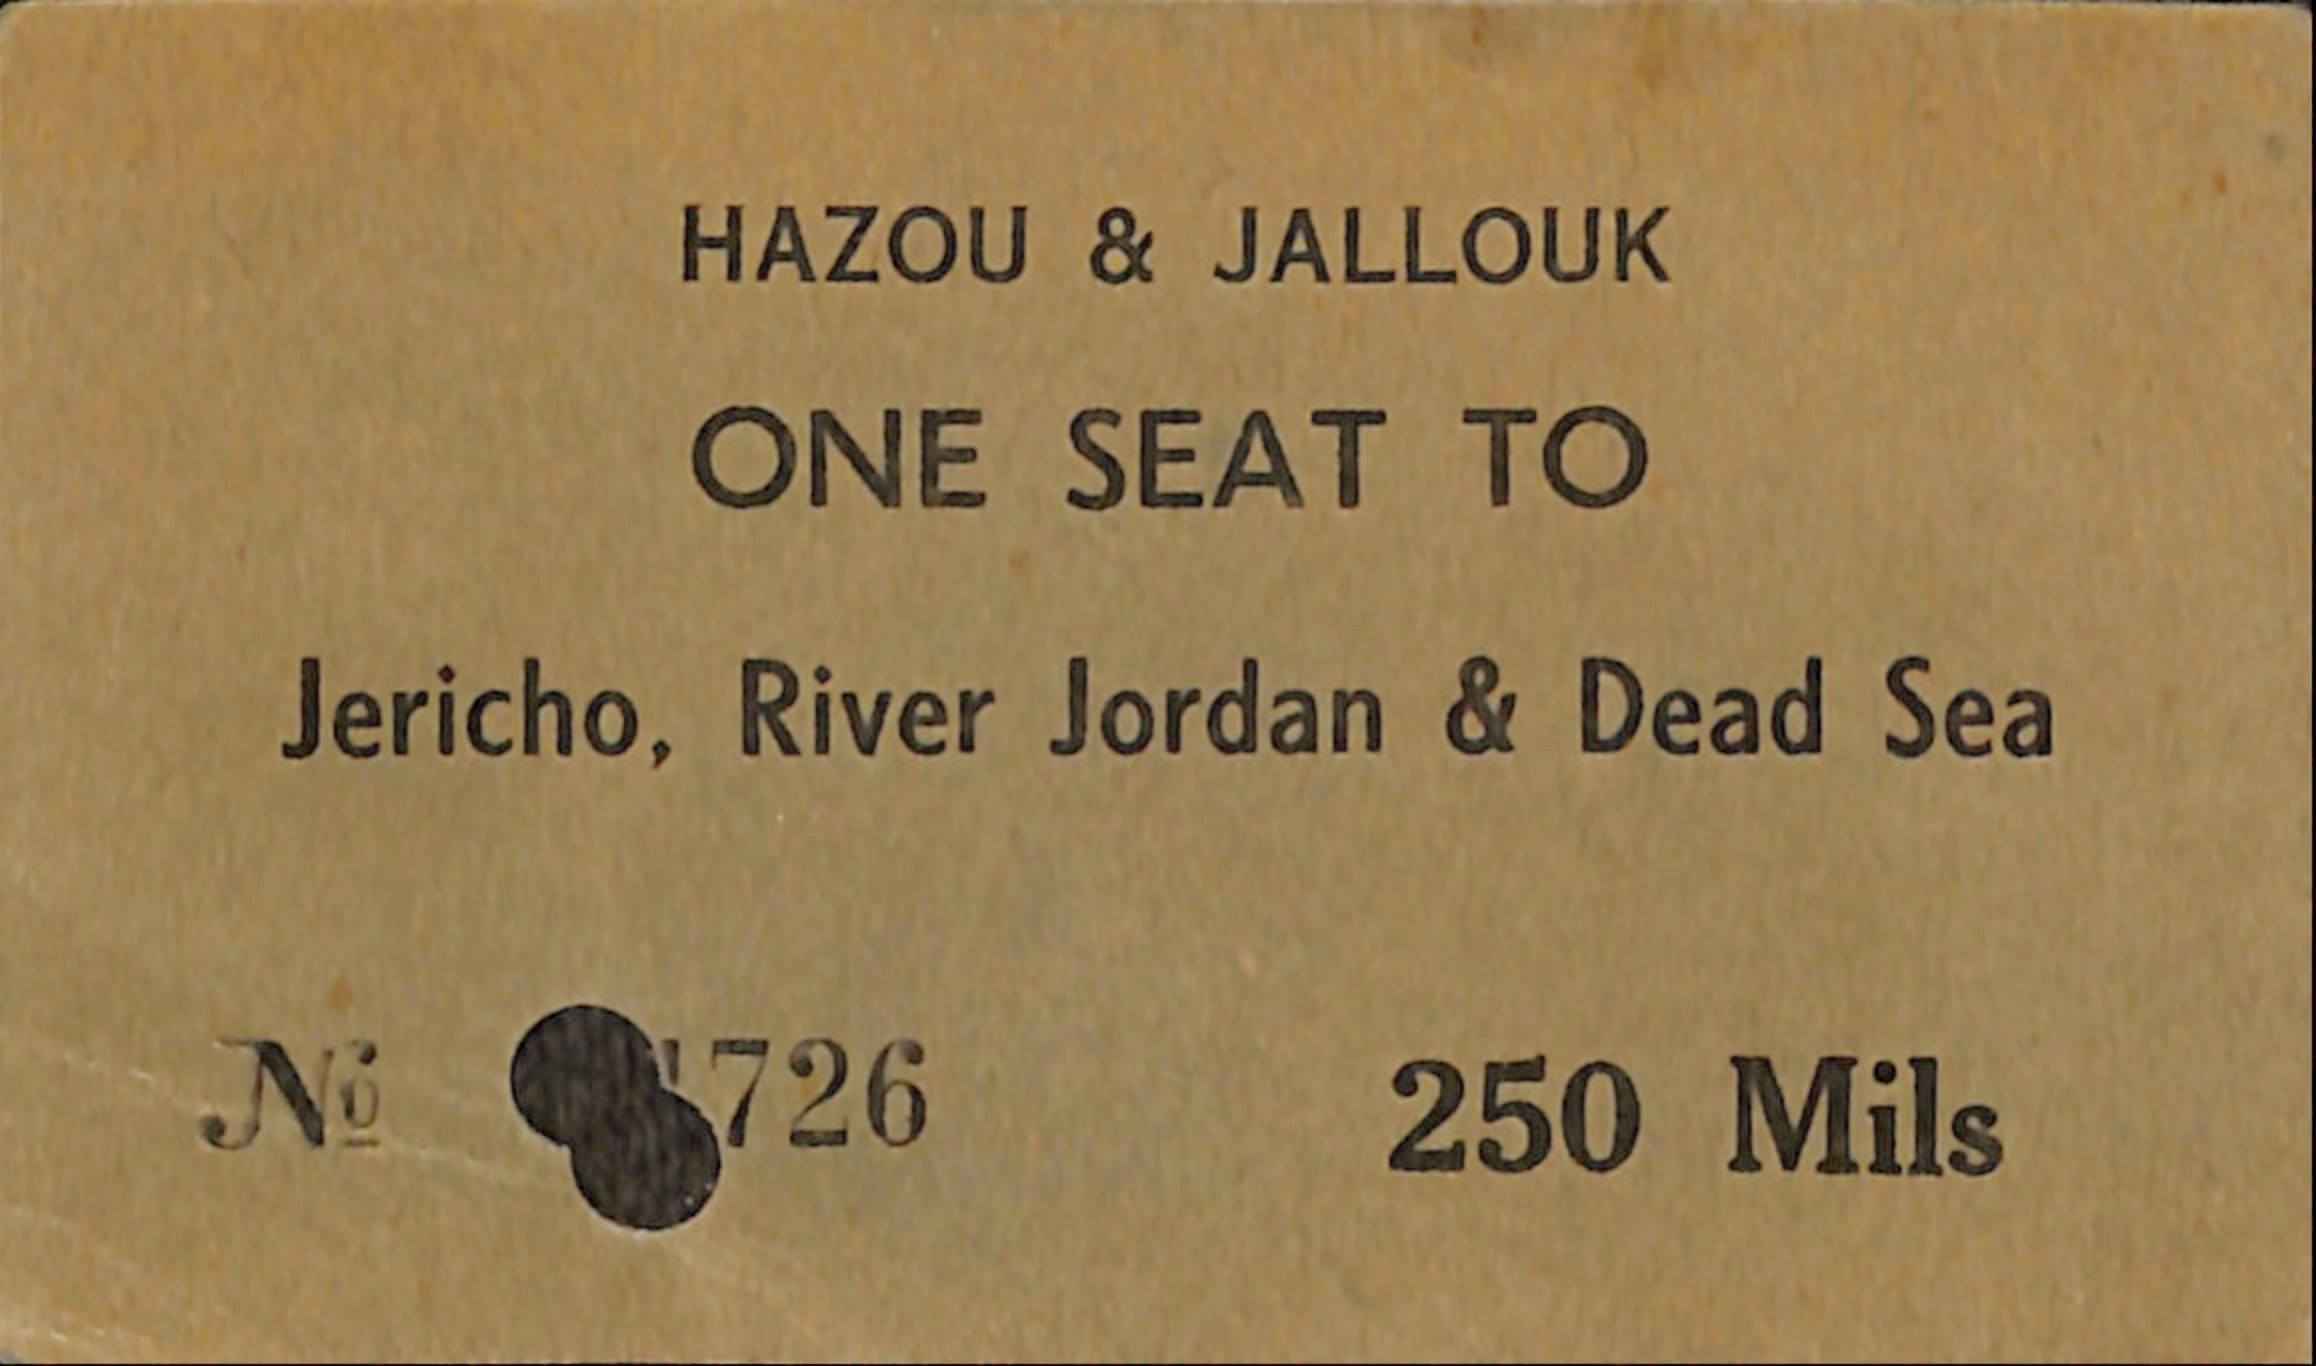 HAZOU & JALLOUK
ONE SEAT TO
Jericho, River Jordan & Dead Sea
№ 726
250 Mils